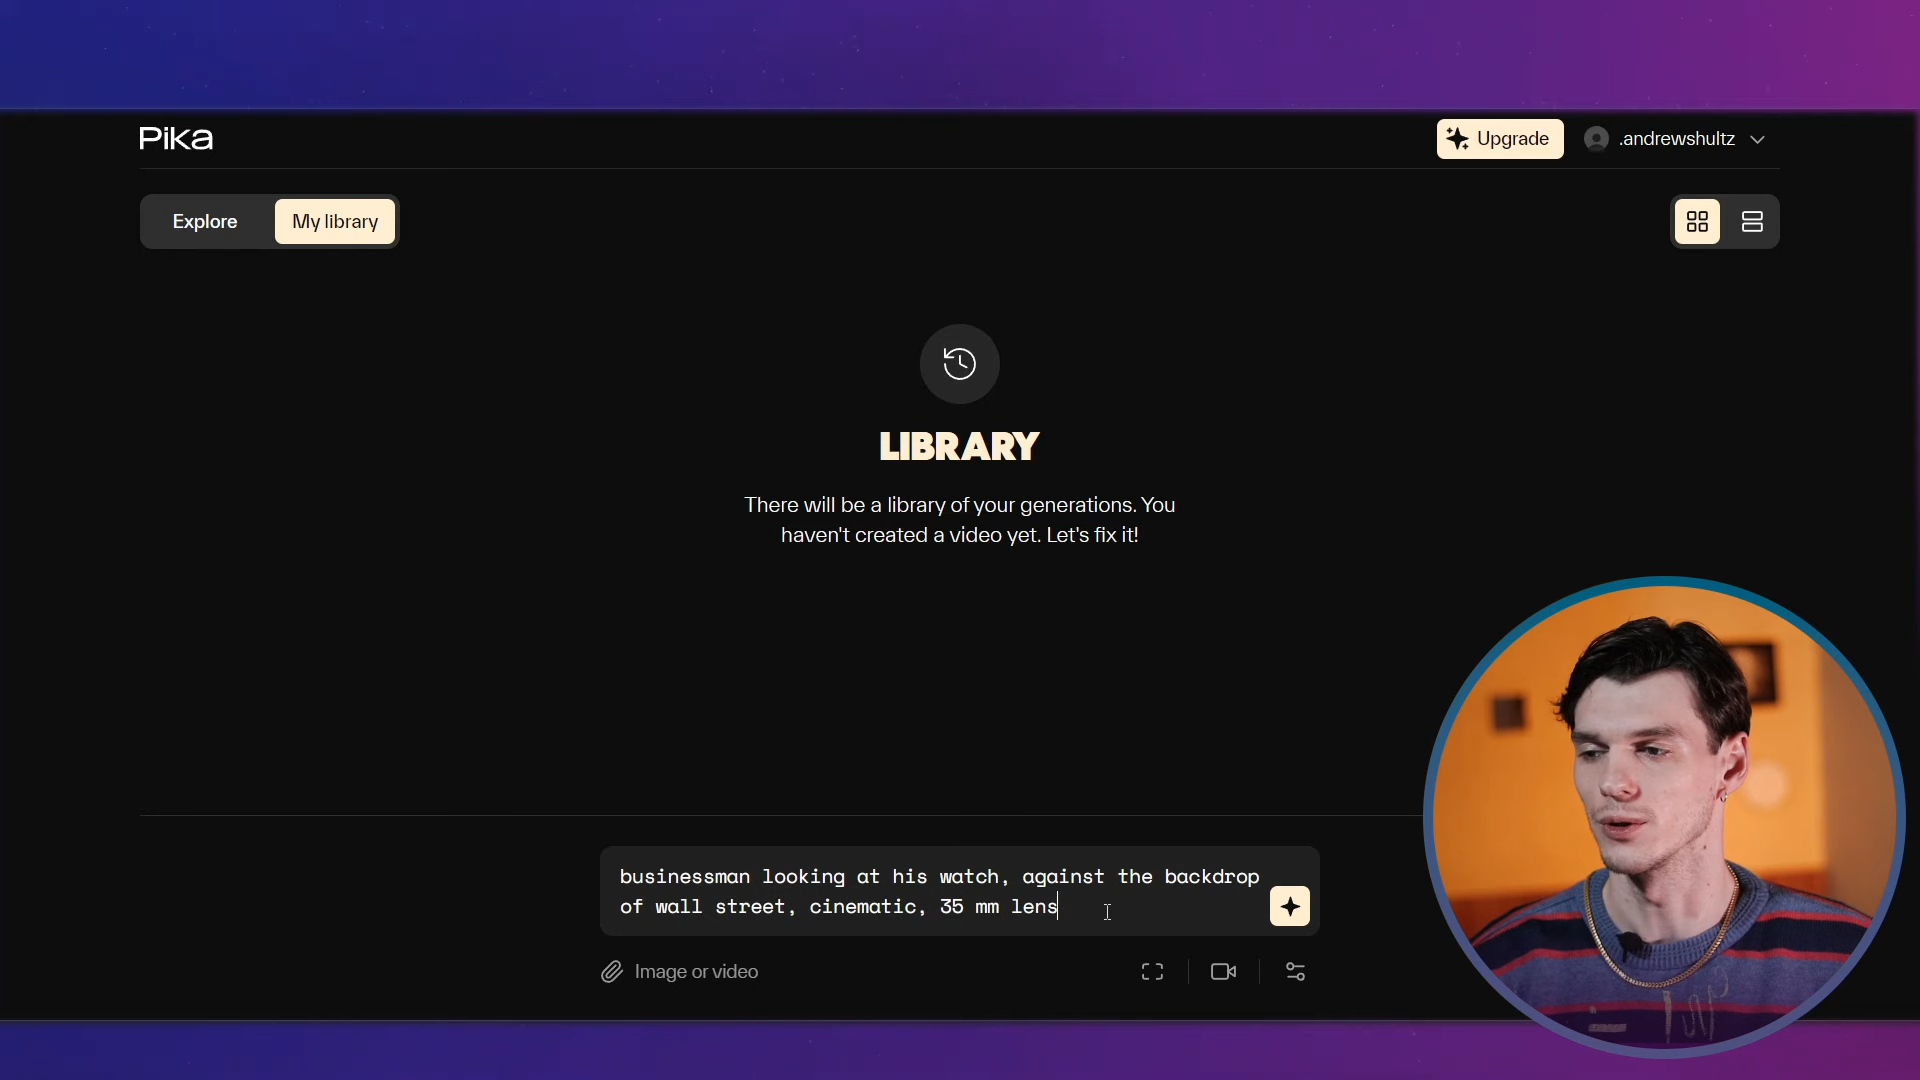 Pika
Upgrade
.andrewshultz
Explore
My library
LIBRARY
There will be a library of your generations. You
haven't created a video yet. Let's fix it!
businessman looking at his watch, against the backdrop
of wall street, cinematic, 35 mm lens
Image or video